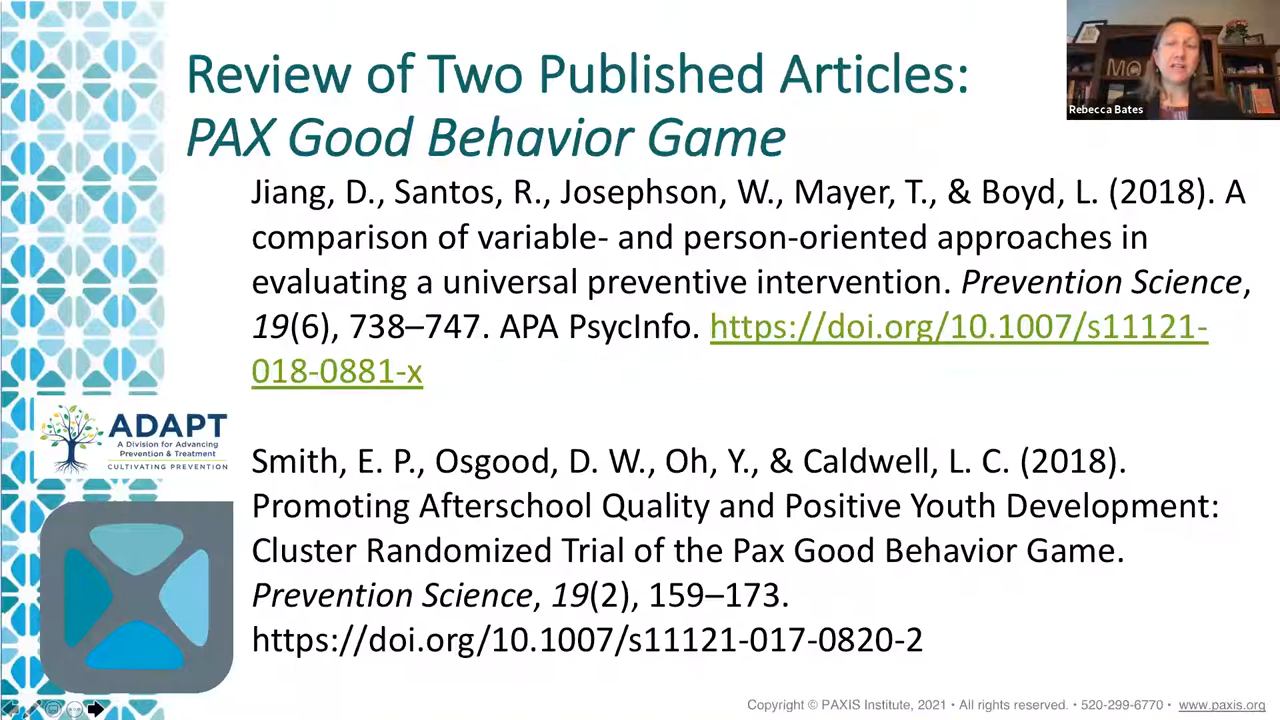 Review of Two Published Articles:
PAX Good Behavior Game
Rebecca Bates
Jiang, D., Santos, R., Josephson, W., Mayer, T., & Boyd, L. (2018). A
comparison of variable- and person-oriented approaches in
evaluating a universal preventive intervention. Prevention Science,
19(6), 738–747. APA PsycInfo. https://doi.org/10.1007/s11121-
018-0881-x
ADAPT
A Division for Advancing
Prevention & Treatment
CULTIVATING PREVENTION
Smith, E. P., Osgood, D. W., Oh, Y., & Caldwell, L. C. (2018).
Promoting Afterschool Quality and Positive Youth Development:
Cluster Randomized Trial of the Pax Good Behavior Game.
Prevention Science, 19(2), 159–173.
https://doi.org/10.1007/s11121-017-0820-2
Copyright © PAXIS Institute, 2021 • All rights reserved. • 520-299-6770 • www.paxis.org